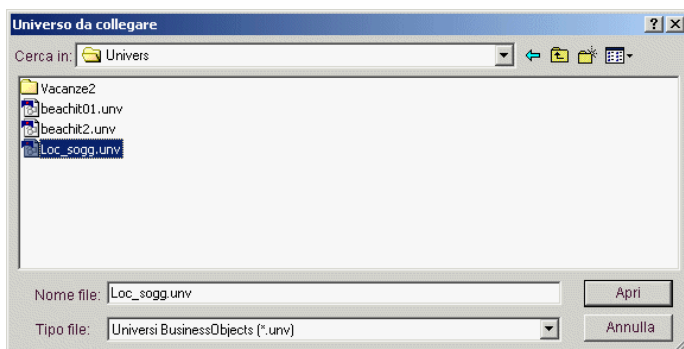 Universo da collegare
Cerca in: Univers
Vacanze2
beachit01.unv
beachit2.unv
Loc_sogg.unv
Nome file: Loc_sogg.unv Apri
Tipo file: Universi BusinessObjects (*.unv) Annulla